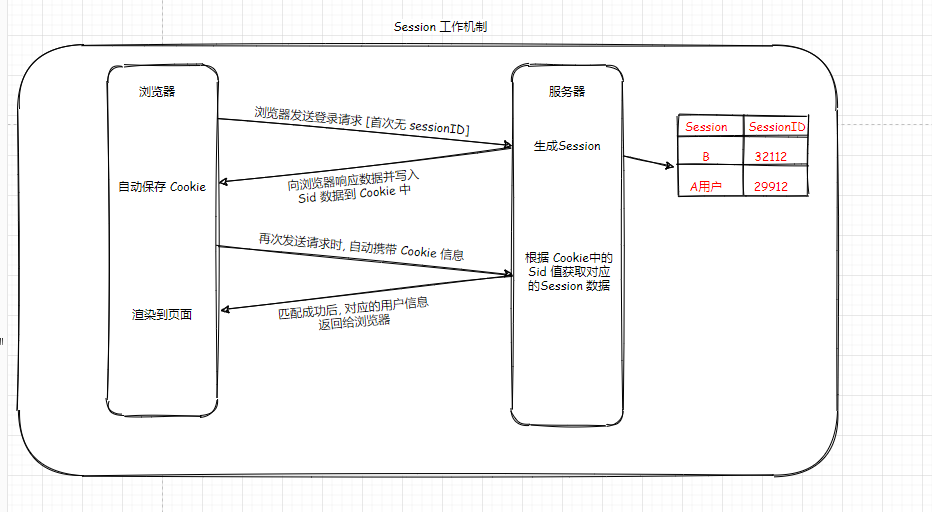 Session 工作机制
浏览器
服务器
浏览器发送登录请求 [首次无 sessionID]
Session
SessionID
生成Session
B
32112
自动保存 Cookie
向浏览器响应数据并写入
Sid 数据到 Cookie 中
A用户
29912
再次发送请求时, 自动携带 Cookie 信息
根据 Cookie中的
Sid 值获取对应
的Session 数据
渲染到页面
匹配成功后, 对应的用户信息
返回给浏览器